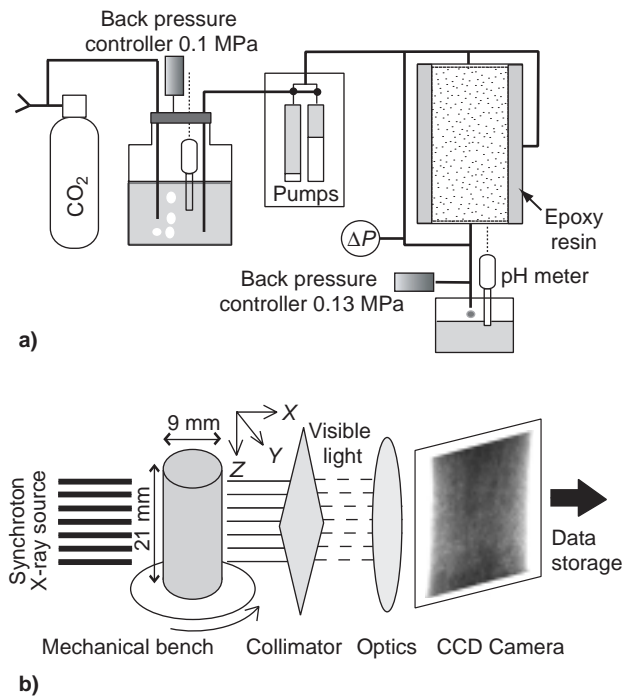 Back pressure
controller 0.1 MPa
CO2
Pumps
ΔP
Epoxy
resin
Back pressure
controller 0.13 MPa
pH meter
a)
9 mm
X
Y
Z
Visible
light
Synchroton
X-ray source
21 mm
Data
storage
Mechanical bench
Collimator
Optics
CCD Camera
b)